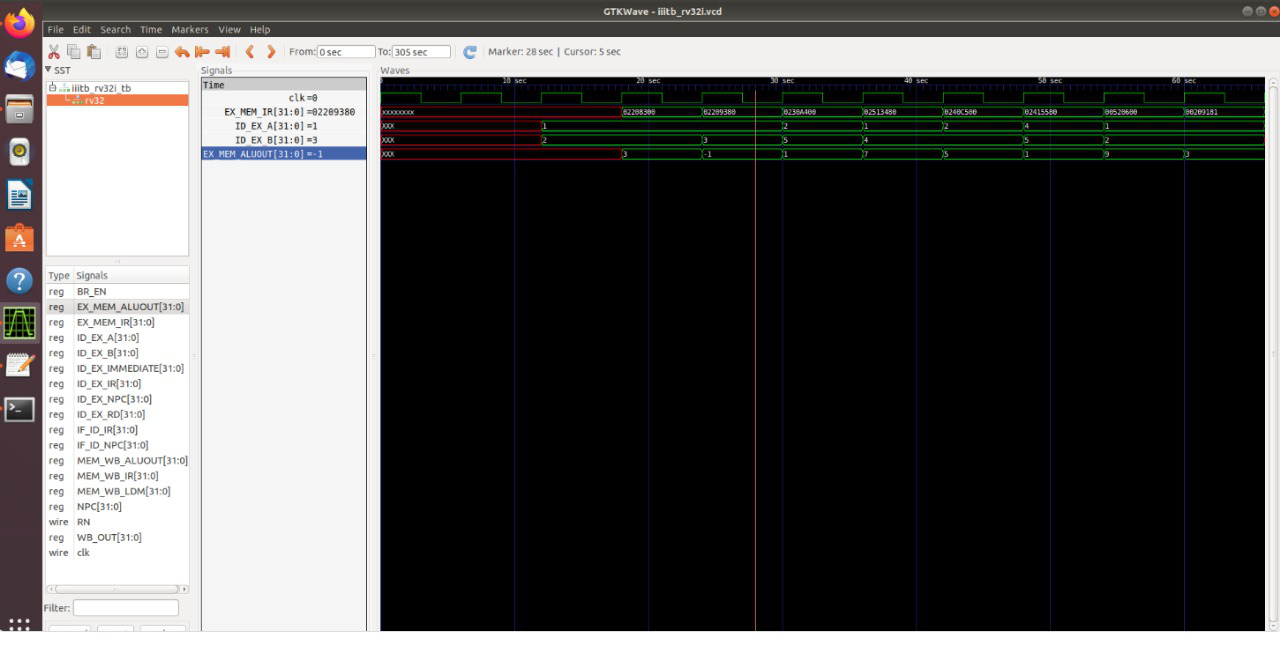 GTKWave - iiitb_rv32i.vcd
File Edit Search Time Markers View Help
From: 0 sec To: 305 sec Marker: 28 sec | Cursor: 5 sec
SST
iiitb_rv32i_tb
rv32
Type Signals
reg BR_EN
reg EX_MEM_ALUOUT[31:0]
reg EX_MEM_IR[31:0]
reg ID_EX_A[31:0]
reg ID_EX_B[31:0]
reg ID_EX_IMMEDIATE[31:0]
reg ID_EX_IR[31:0]
reg ID_EX_NPC[31:0]
reg ID_EX_RD[31:0]
reg IF_ID_IR[31:0]
reg IF_ID_NPC[31:0]
reg MEM_WB_ALUOUT[31:0]
reg MEM_WB_IR[31:0]
reg MEM_WB_LDM[31:0]
reg NPC[31:0]
wire RN
reg WB_OUT[31:0]
wire clk
Filter:
Signals
Time
clk=0
EX_MEM_IR[31:0]=02209380
ID_EX_A[31:0]=1
ID_EX_B[31:0]=3
EX_MEM_ALUOUT[31:0]=-1
Waves
10 sec 20 sec 30 sec 40 sec 50 sec 60 sec
xxxxxxxx 02208300 02209380 0230A400 02513480 0240C500 02415580 00520600 00209181
xxx 1 2 1 2 4 1
xxx 2 3 5 4 5 2
xxx 3 -1 1 7 5 1 9 3